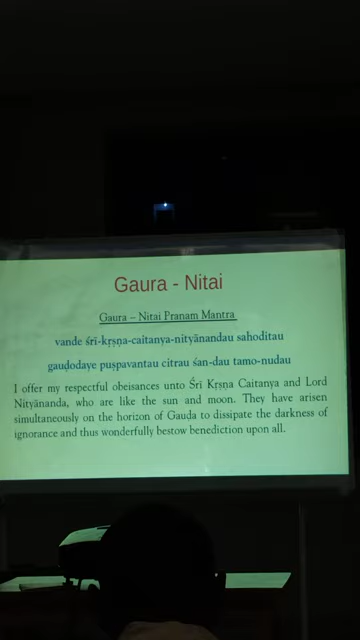 Gaura - Nitai
Gaura – Nitai Pranam Mantra
vande śrī-kṛṣṇa-caitanya-nityānandau sahoditau
gauḍodaye puṣpavantau citrau śan-dau tamo-nudau
I offer my respectful obeisances unto Śrī Kṛṣṇa Caitanya and Lord
Nityānanda, who are like the sun and moon. They have arisen
simultaneously on the horizon of Gauḍa to dissipate the darkness of
ignorance and thus wonderfully bestow benediction upon all.